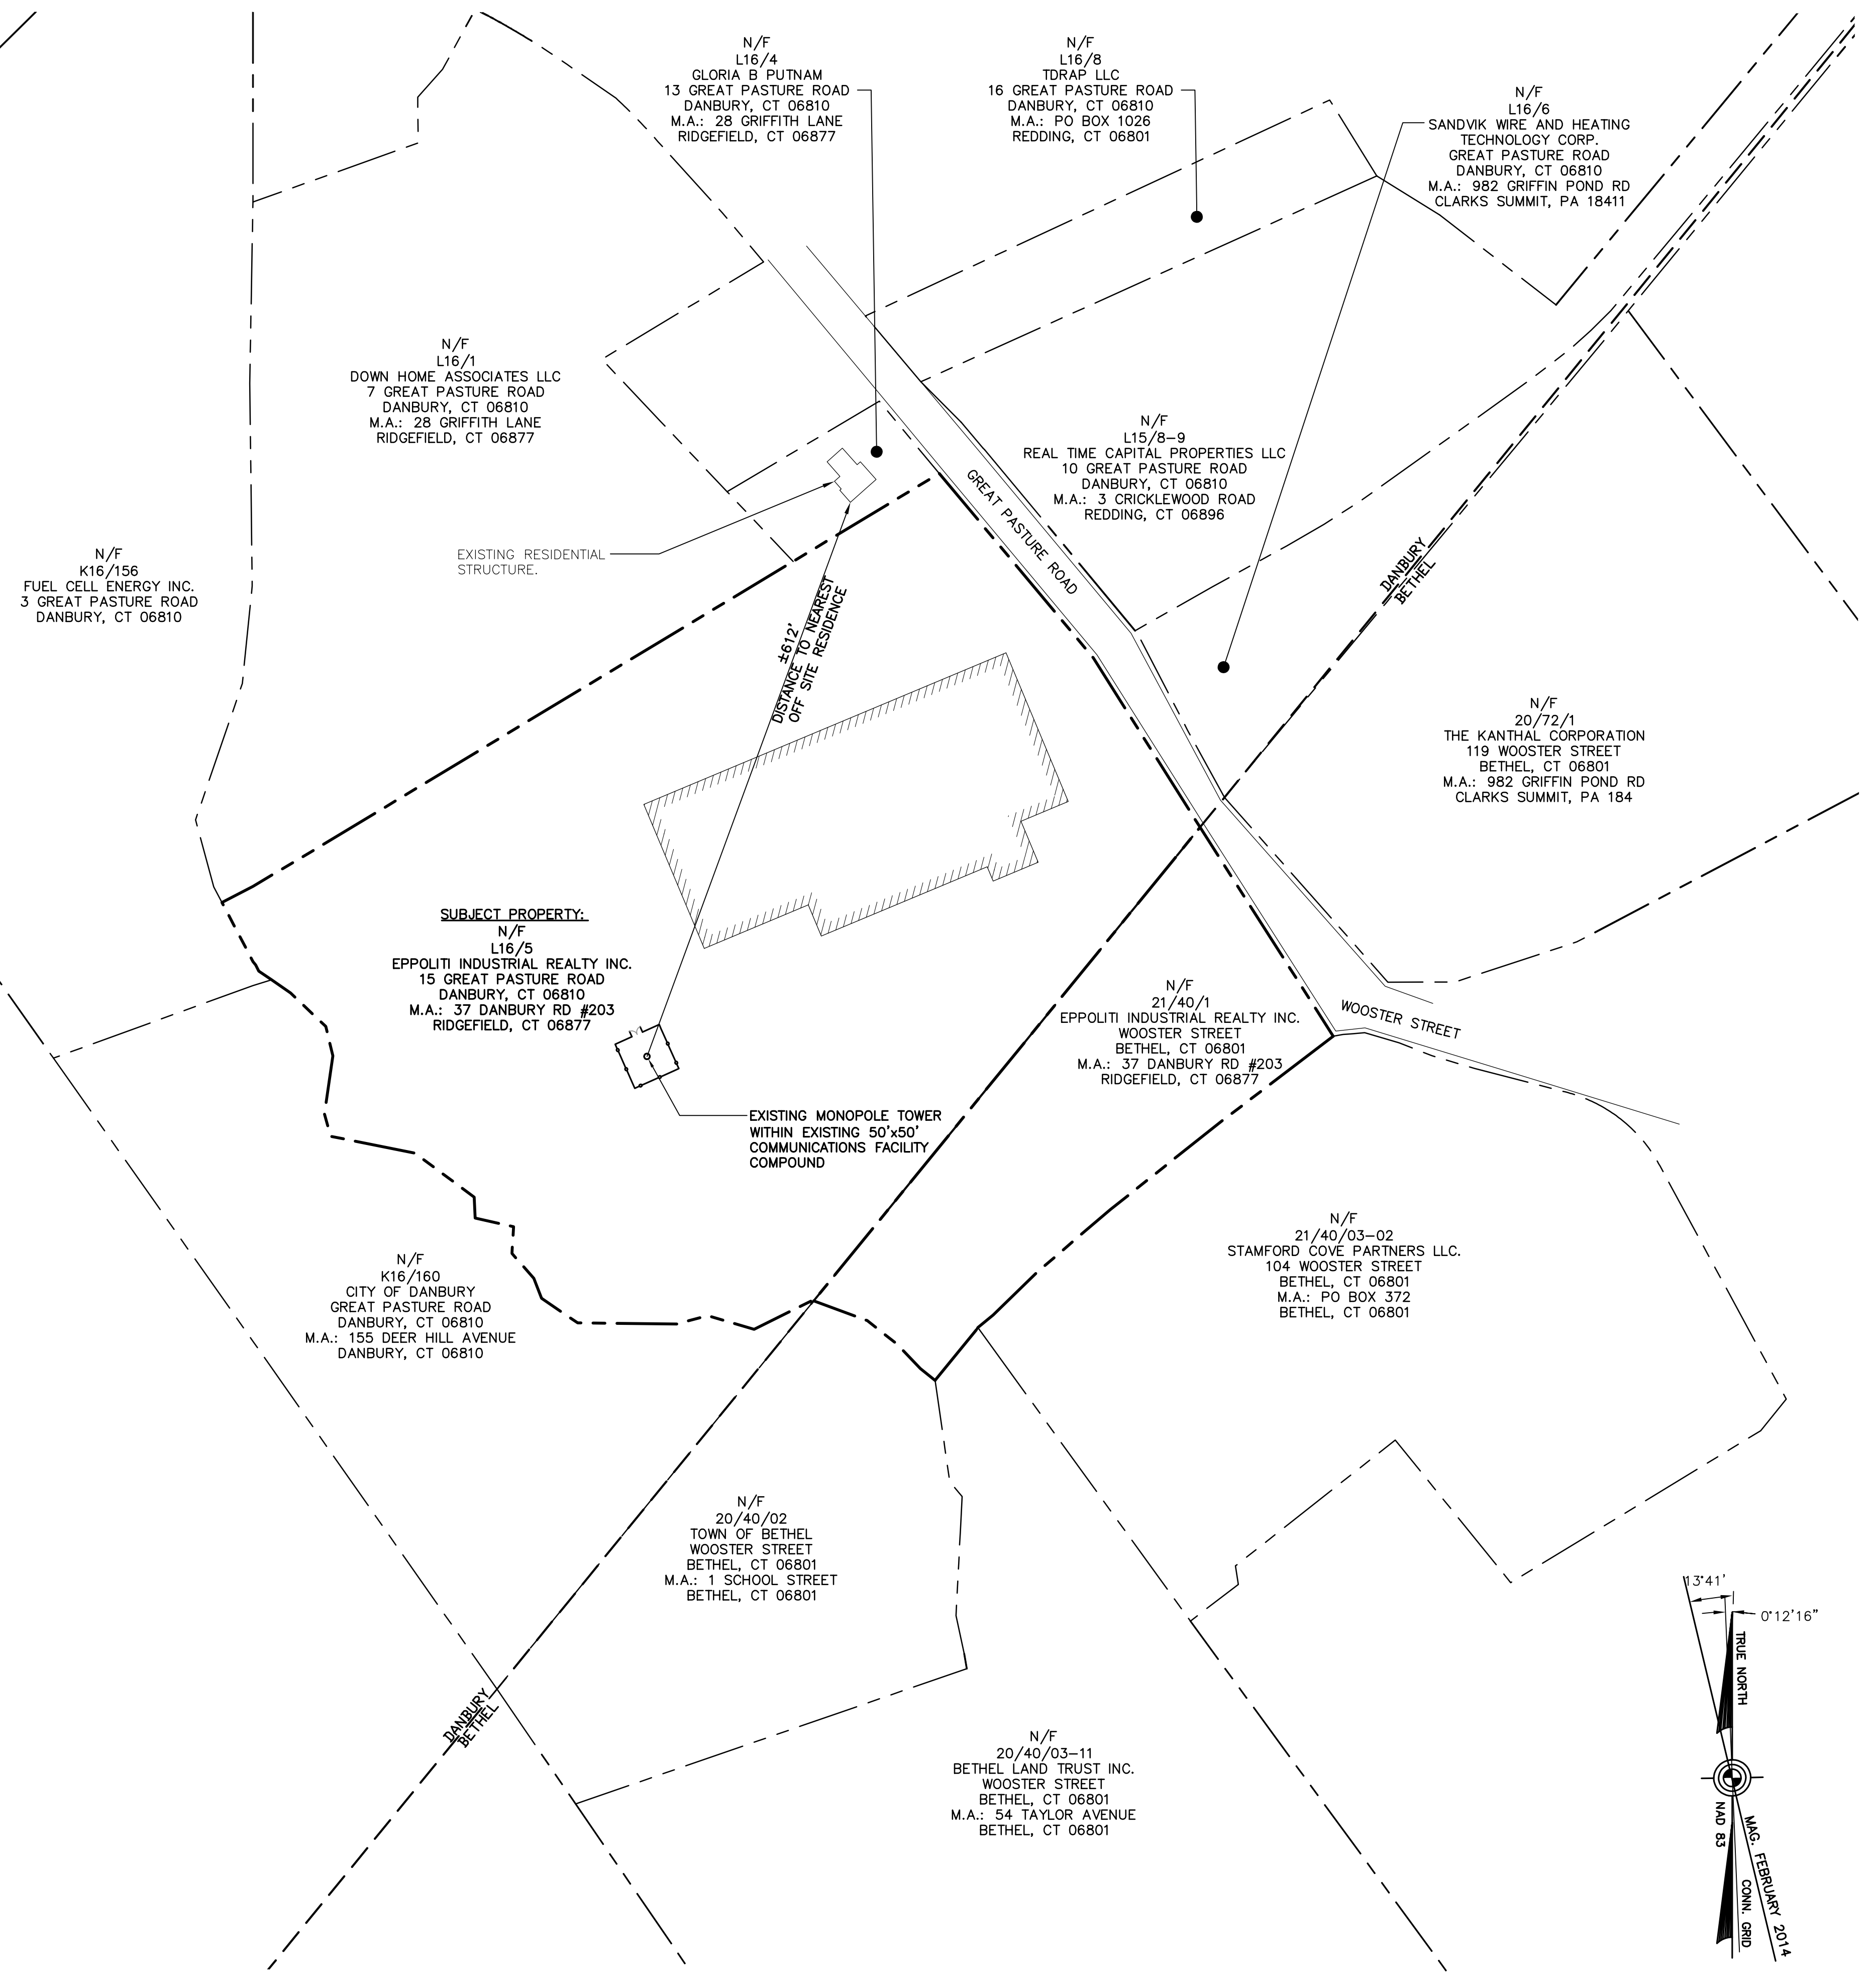 N/F
L16/4
GLORIA B PUTNAM
13 GREAT PASTURE ROAD
DANBURY, CT 06810
M.A.: 28 GRIFFITH LANE
RIDGEFIELD, CT 06877
N/F
L16/8
TDRAP LLC
16 GREAT PASTURE ROAD
DANBURY, CT 06810
M.A.: PO BOX 1026
REDDING, CT 06801
N/F
L16/6
SANDVIK WIRE AND HEATING
TECHNOLOGY CORP.
GREAT PASTURE ROAD
DANBURY, CT 06810
M.A.: 982 GRIFFIN POND RD
CLARKS SUMMIT, PA 18411
N/F
L16/1
DOWN HOME ASSOCIATES LLC
7 GREAT PASTURE ROAD
DANBURY, CT 06810
M.A.: 28 GRIFFITH LANE
RIDGEFIELD, CT 06877
N/F
L15/8-9
REAL TIME CAPITAL PROPERTIES LLC
10 GREAT PASTURE ROAD
DANBURY, CT 06810
M.A.: 3 CRICKLEWOOD ROAD
REDDING, CT 06896
GREAT PASTURE ROAD
EXISTING RESIDENTIAL
STRUCTURE.
N/F
K16/156
FUEL CELL ENERGY INC.
3 GREAT PASTURE ROAD
DANBURY, CT 06810
DANBURY
BETHEL
±612'
DISTANCE TO NEAREST
OFF SITE RESIDENCE
N/F
20/72/1
THE KANTHAL CORPORATION
119 WOOSTER STREET
BETHEL, CT 06801
M.A.: 982 GRIFFIN POND RD
CLARKS SUMMIT, PA 184
SUBJECT PROPERTY:
N/F
L16/5
EPPOLITI INDUSTRIAL REALTY INC.
15 GREAT PASTURE ROAD
DANBURY, CT 06810
M.A.: 37 DANBURY RD #203
RIDGEFIELD, CT 06877
N/F
21/40/1
EPPOLITI INDUSTRIAL REALTY INC.
WOOSTER STREET
BETHEL, CT 06801
M.A.: 37 DANBURY RD #203
RIDGEFIELD, CT 06877
WOOSTER STREET
EXISTING MONOPOLE TOWER
WITHIN EXISTING 50'x50'
COMMUNICATIONS FACILITY
COMPOUND
N/F
21/40/03-02
STAMFORD COVE PARTNERS LLC.
104 WOOSTER STREET
BETHEL, CT 06801
M.A.: PO BOX 372
BETHEL, CT 06801
N/F
K16/160
CITY OF DANBURY
GREAT PASTURE ROAD
DANBURY, CT 06810
M.A.: 155 DEER HILL AVENUE
DANBURY, CT 06810
N/F
20/40/02
TOWN OF BETHEL
WOOSTER STREET
BETHEL, CT 06801
M.A.: 1 SCHOOL STREET
BETHEL, CT 06801
DANBURY
BETHEL
N/F
20/40/03-11
BETHEL LAND TRUST INC.
WOOSTER STREET
BETHEL, CT 06801
M.A.: 54 TAYLOR AVENUE
BETHEL, CT 06801
13°41'
0°12'16"
TRUE NORTH
NAD 83
MAG. FEBRUARY 2014
CONN. GRID